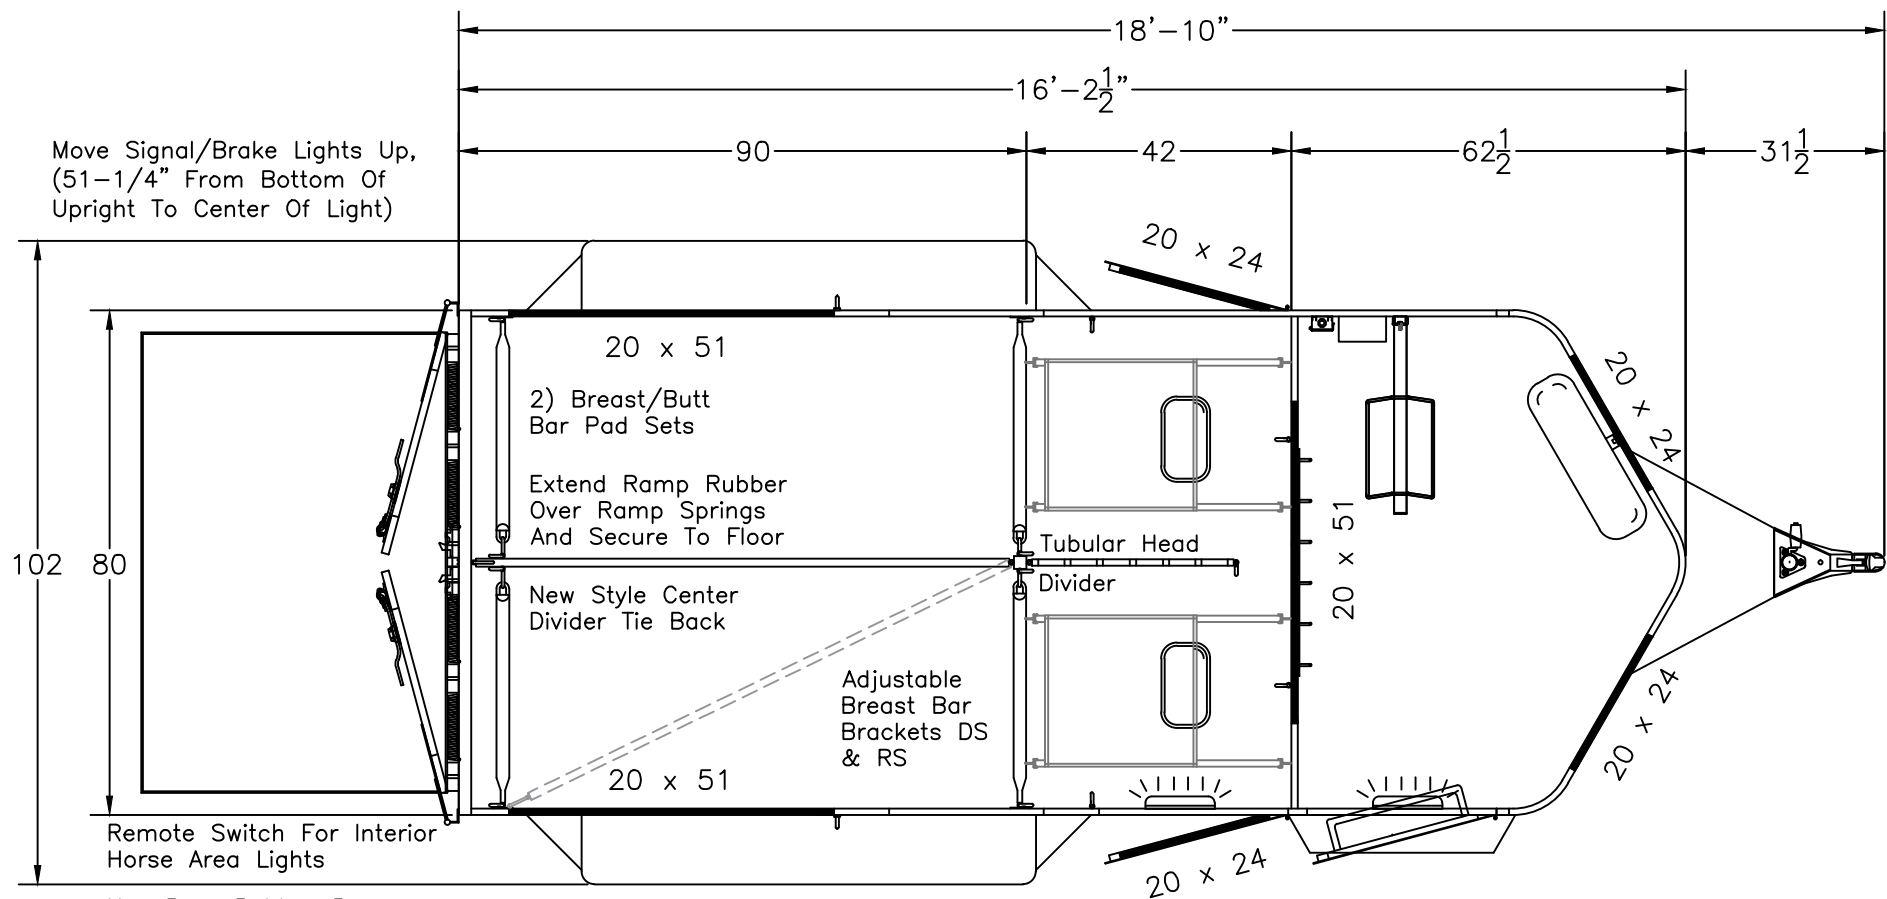 18'-10"
16'-2 1/2"
90
42
62 1/2
31 1/2
Move Signal/Brake Lights Up,
(51-1/4" From Bottom Of
Upright To Center Of Light)
20 x 24
20 x 51
20 x 24
2) Breast/Butt
Bar Pad Sets
Extend Ramp Rubber
Over Ramp Springs
And Secure To Floor
20 x 51
Tubular Head
Divider
102
80
New Style Center
Divider Tie Back
Adjustable
Breast Bar
Brackets DS
& RS
20 x 24
20 x 51
Remote Switch For Interior
Horse Area Lights
20 x 24